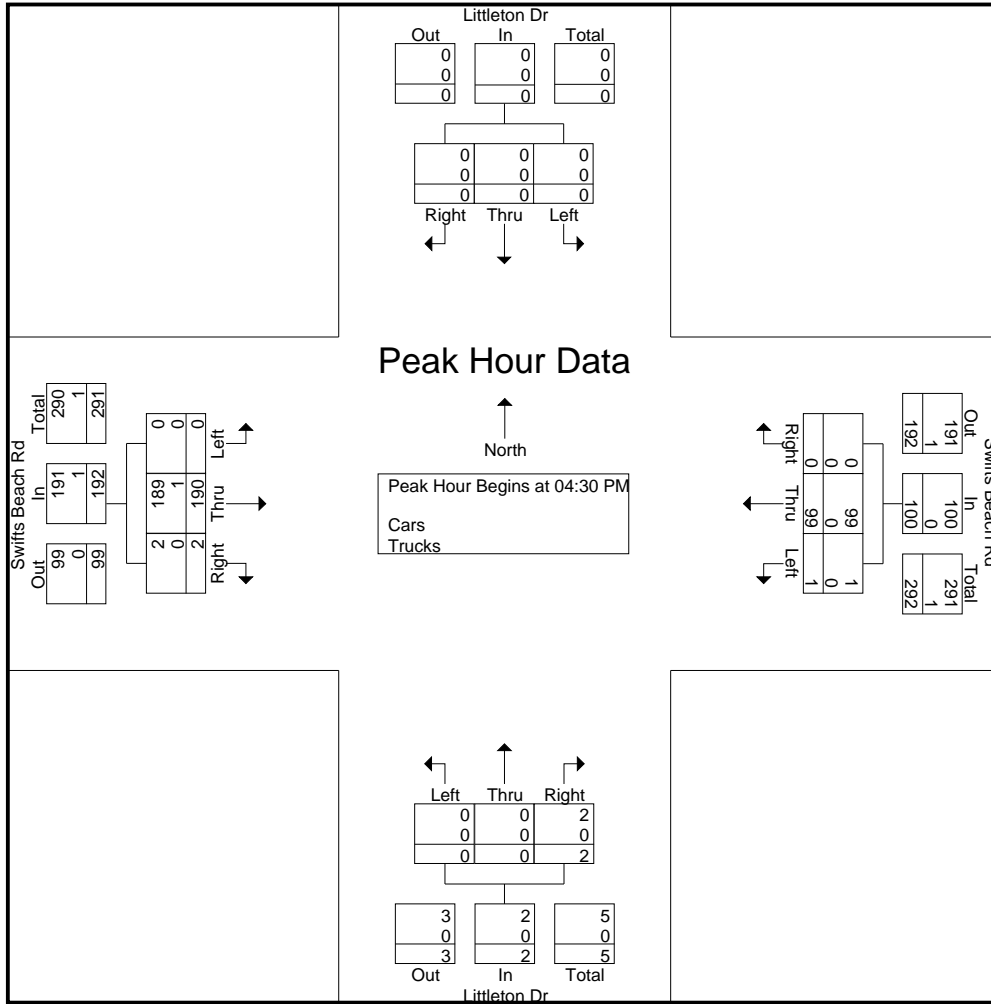 Littleton Dr
Out In Total
0 0 0
0 0 0
0 0 0
0 0 0
0 0 0
0 0 0
Right Thru Left
Peak Hour Data
North
Peak Hour Begins at 04:30 PM
Cars
Trucks
Swifts Beach Rd
Total In Out
290 191 99
1 1 0
291 192 99
0 189 2
0 1 0
0 190 2
Left Thru Right
Swifts Beach Rd
Out In Total
191 100 291
1 0 1
192 100 292
0 99 1
0 0 0
0 99 1
Right Thru Left
Left Thru Right
0 0 2
0 0 0
0 0 2
3 2 5
0 0 0
3 2 5
Out In Total
Littleton Dr